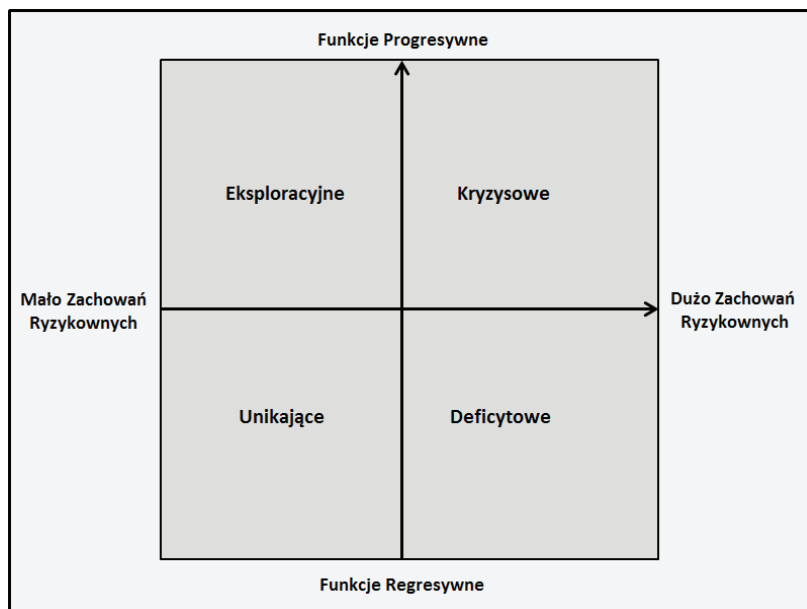 Funkcje Progresywne
Eksploracyjne
Kryzysowe
Mało Zachowań
Ryzykownych
Dużo Zachowań
Ryzykownych
Unikające
Deficytowe
Funkcje Regresywne